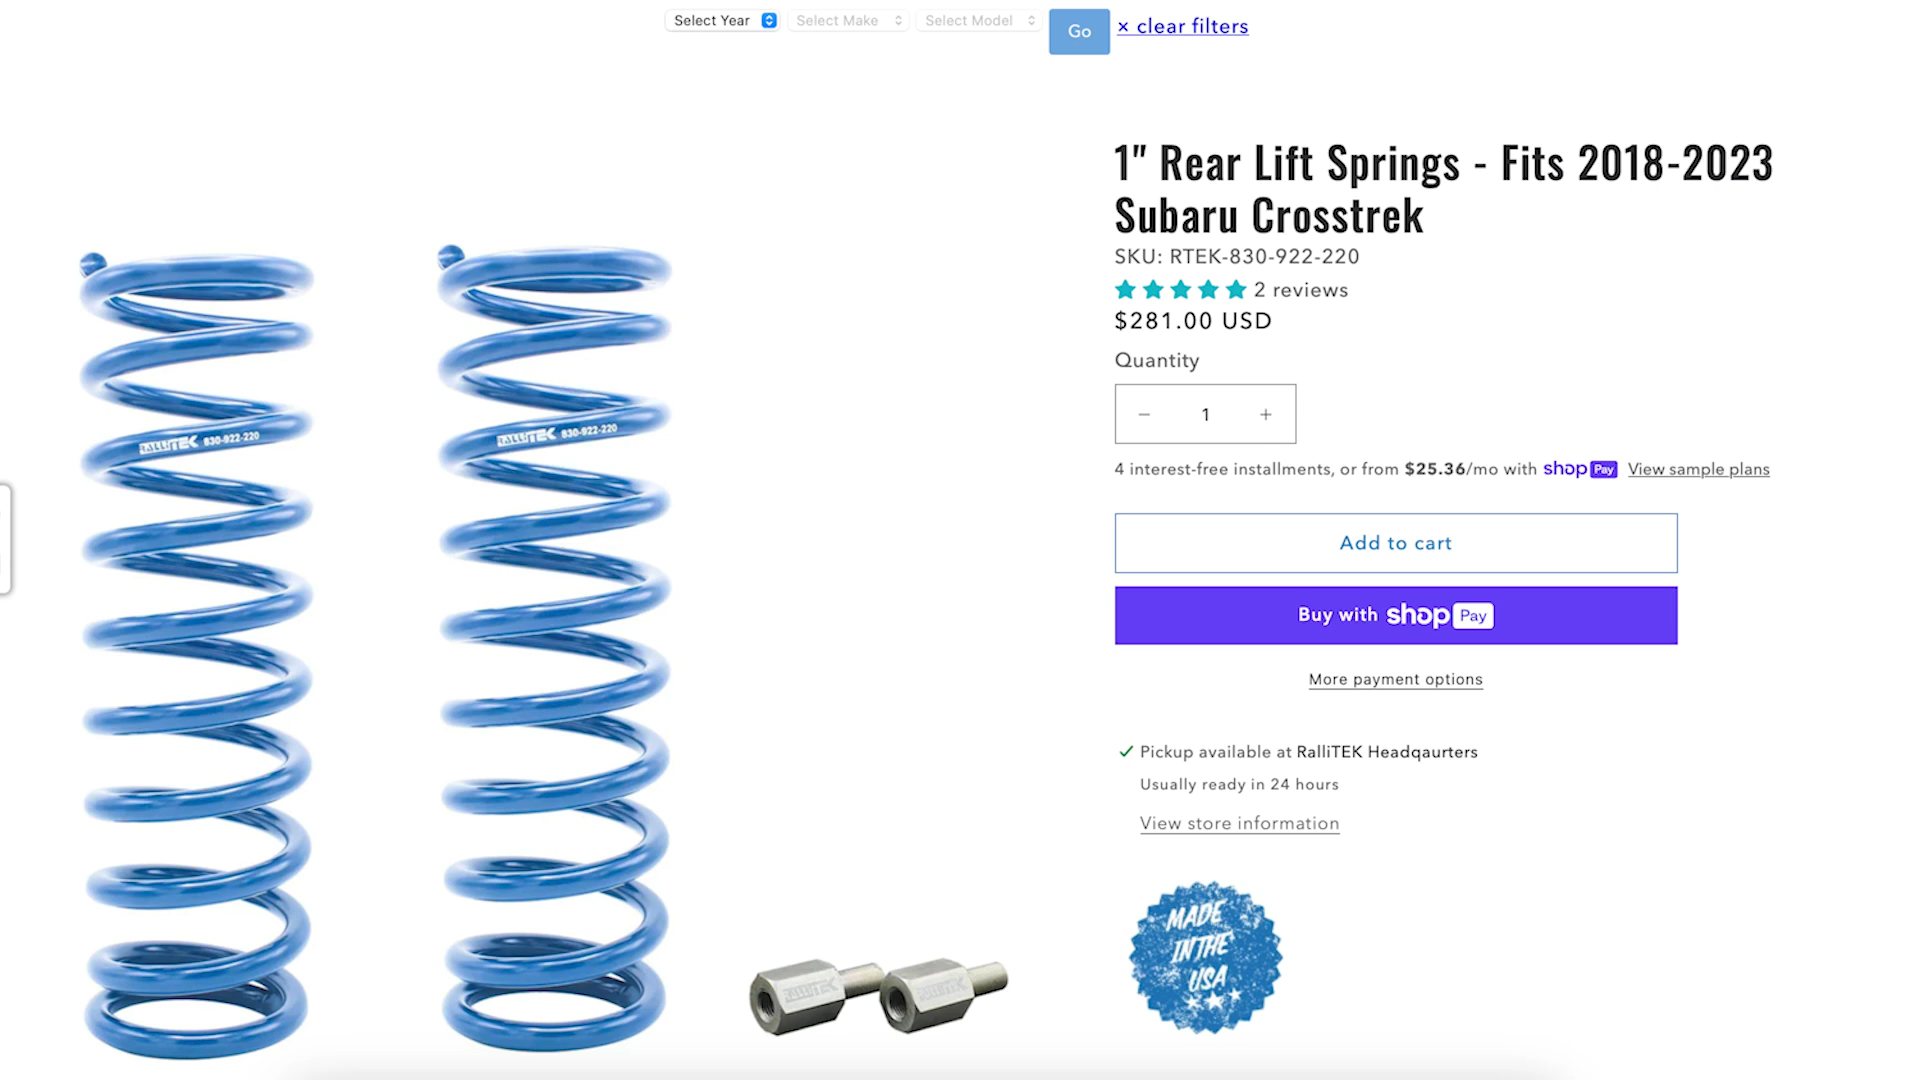 Select Year
Select Make
Select Model
Go
× clear filters
1" Rear Lift Springs - Fits 2018-2023
Subaru Crosstrek
SKU: RTEK-830-922-220
2 reviews
$281.00 USD
Quantity
− 1 +
4 interest-free installments, or from $25.36/mo with shop Pay View sample plans
Add to cart
Buy with shop Pay
More payment options
Pickup available at RalliTEK Headqaurters
Usually ready in 24 hours
View store information
MADE
IN THE
USA
RALLITEK 830-922-220
RALLITEK 830-922-220
RALLITEK
RALLITEK